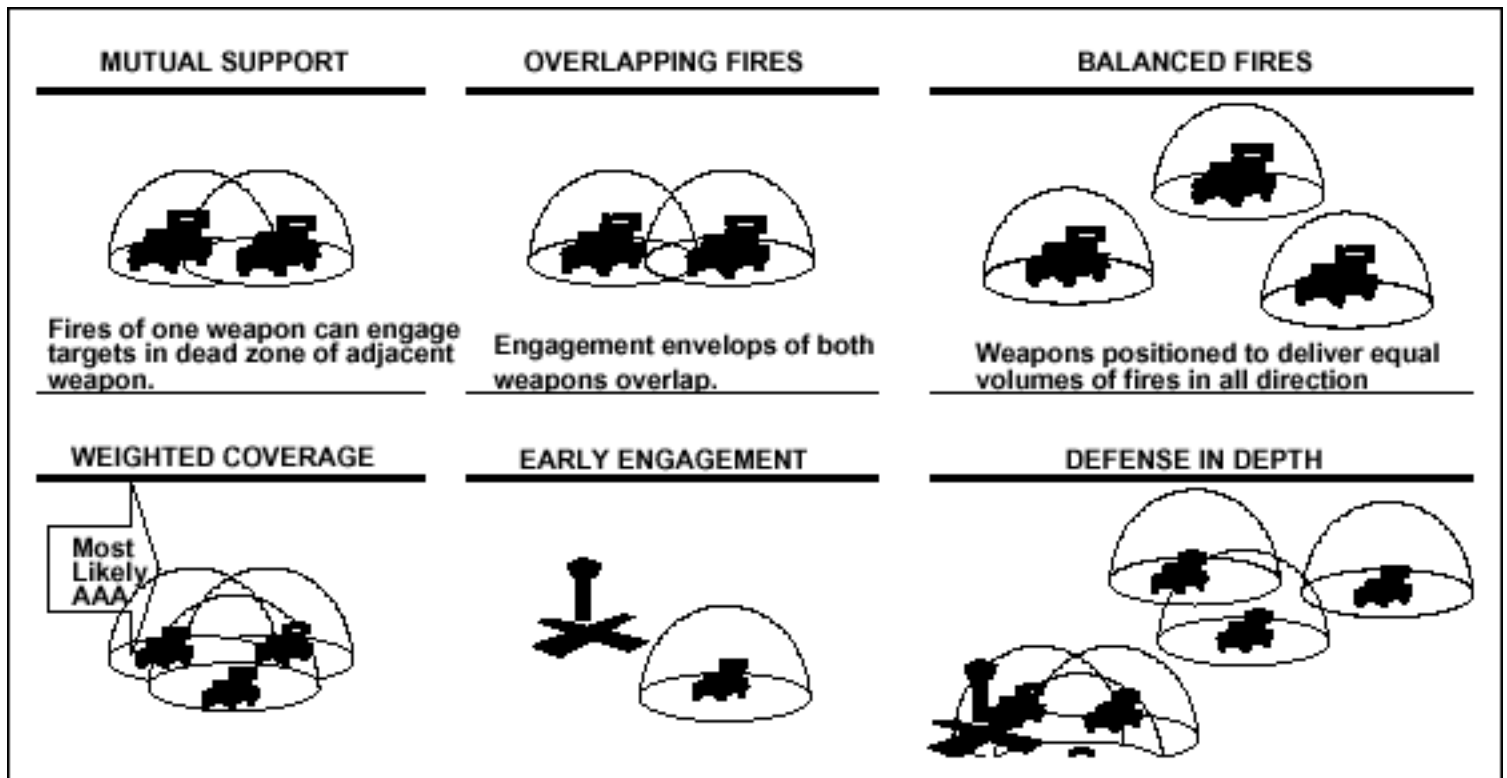 MUTUAL SUPPORT
Fires of one weapon can engage
targets in dead zone of adjacent
weapon.
OVERLAPPING FIRES
Engagement envelops of both
weapons overlap.
BALANCED FIRES
Weapons positioned to deliver equal
volumes of fires in all direction
WEIGHTED COVERAGE
Most
Likely
AAA
EARLY ENGAGEMENT
DEFENSE IN DEPTH